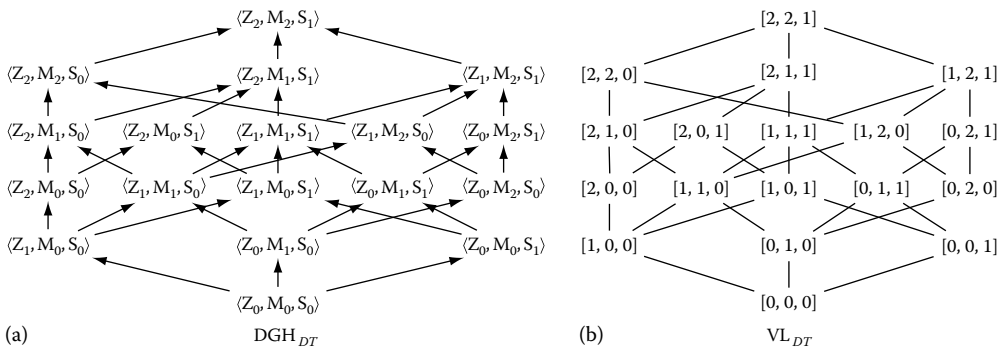 ⟨Z₂, M₂, S₁⟩ [2, 2, 1]
⟨Z₂, M₂, S₀⟩ ⟨Z₂, M₁, S₁⟩ ⟨Z₁, M₂, S₁⟩ [2, 2, 0] [2, 1, 1] [1, 2, 1]
⟨Z₂, M₁, S₀⟩ ⟨Z₂, M₀, S₁⟩ ⟨Z₁, M₁, S₁⟩ ⟨Z₁, M₂, S₀⟩ ⟨Z₀, M₂, S₁⟩ [2, 1, 0] [2, 0, 1] [1, 1, 1] [1, 2, 0] [0, 2, 1]
⟨Z₂, M₀, S₀⟩ ⟨Z₁, M₁, S₀⟩ ⟨Z₁, M₀, S₁⟩ ⟨Z₀, M₁, S₁⟩ ⟨Z₀, M₂, S₀⟩ [2, 0, 0] [1, 1, 0] [1, 0, 1] [0, 1, 1] [0, 2, 0]
⟨Z₁, M₀, S₀⟩ ⟨Z₀, M₁, S₀⟩ ⟨Z₀, M₀, S₁⟩ [1, 0, 0] [0, 1, 0] [0, 0, 1]
⟨Z₀, M₀, S₀⟩ [0, 0, 0]
(a) DGH_DT (b) VL_DT